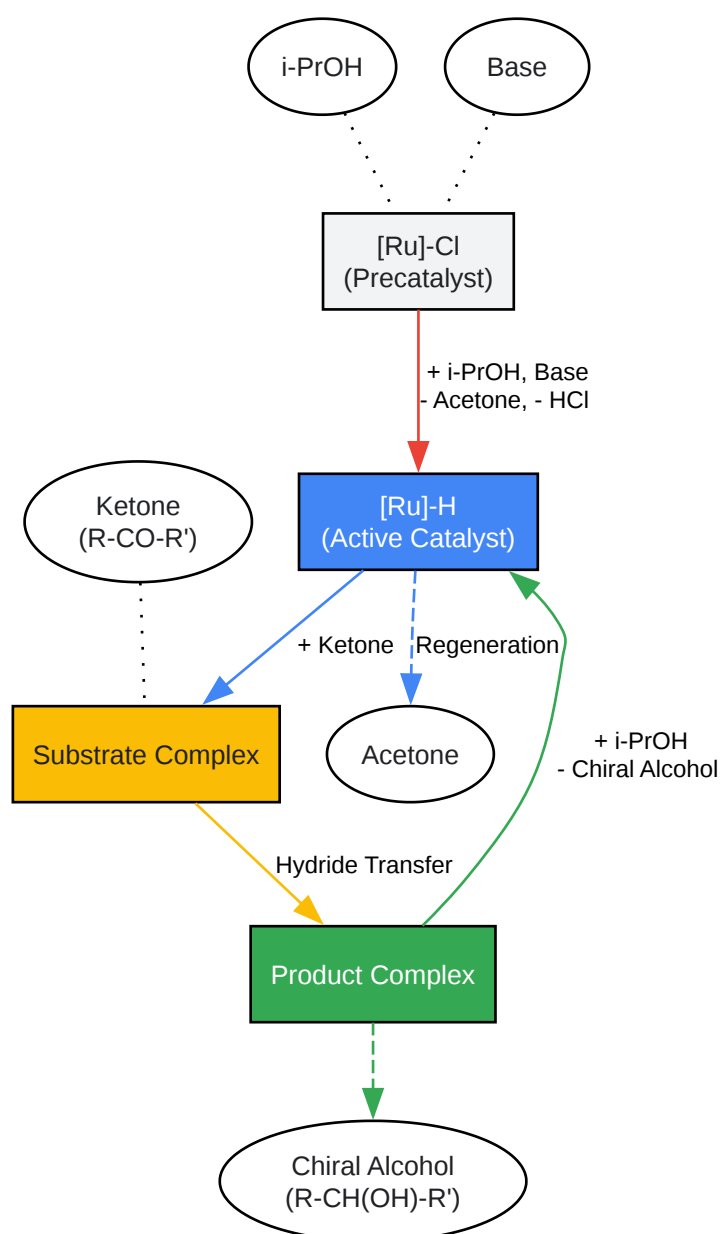 i-PrOH
Base
[Ru]-Cl
(Precatalyst)
+ i-PrOH, Base
- Acetone, - HCl
Ketone
(R-CO-R')
[Ru]-H
(Active Catalyst)
+ Ketone
Regeneration
Substrate Complex
Acetone
+ i-PrOH
- Chiral Alcohol
Hydride Transfer
Product Complex
Chiral Alcohol
(R-CH(OH)-R')